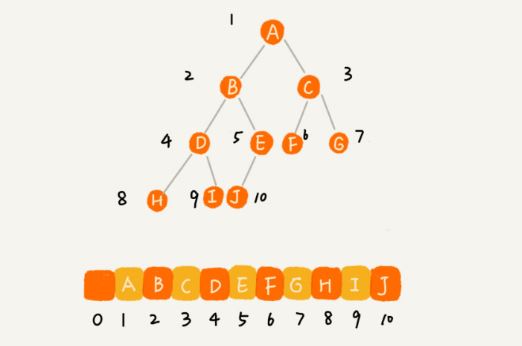 1
A
2 B C 3
4 D 5 E F 6 G 7
8 H 9 I J 10
A B C D E F G H I J
0 1 2 3 4 5 6 7 8 9 10